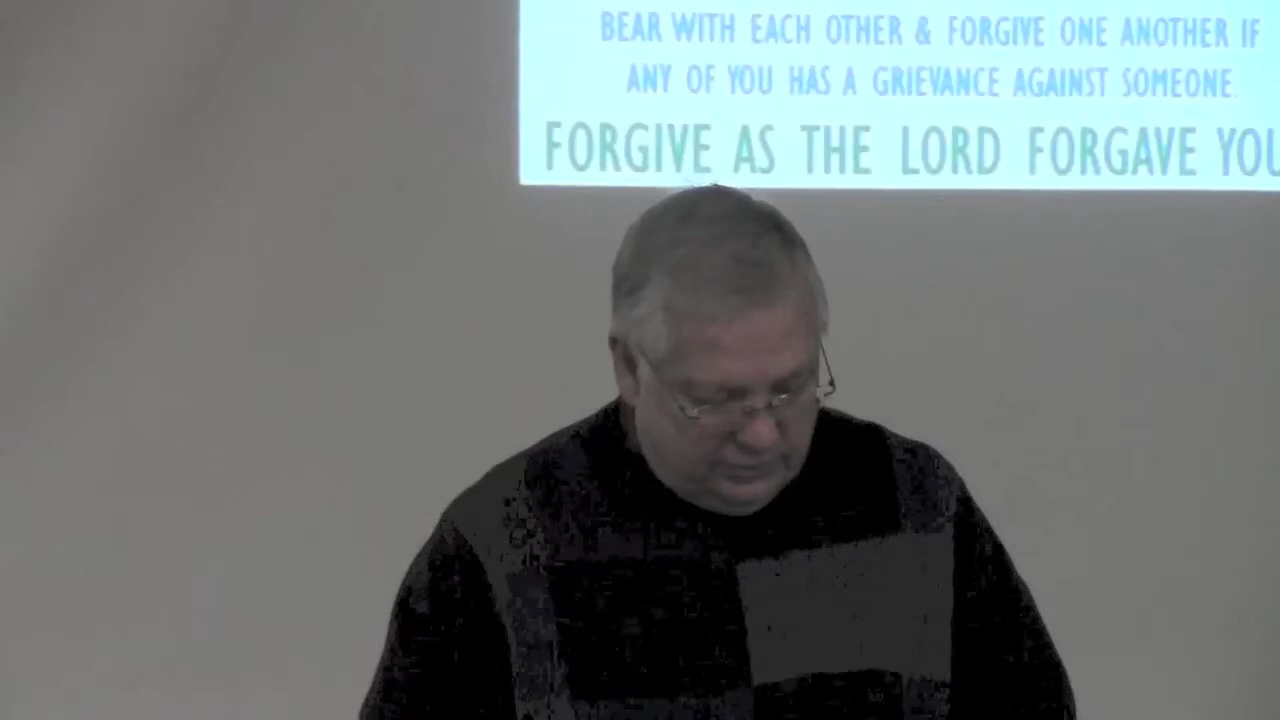 BEAR WITH EACH OTHER & FORGIVE ONE ANOTHER IF
ANY OF YOU HAS A GRIEVANCE AGAINST SOMEONE.
FORGIVE AS THE LORD FORGAVE YOU